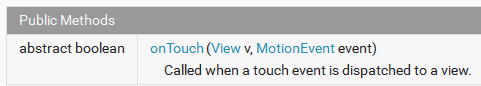 Public Methods
abstract boolean onTouch (View v, MotionEvent event)
Called when a touch event is dispatched to a view.